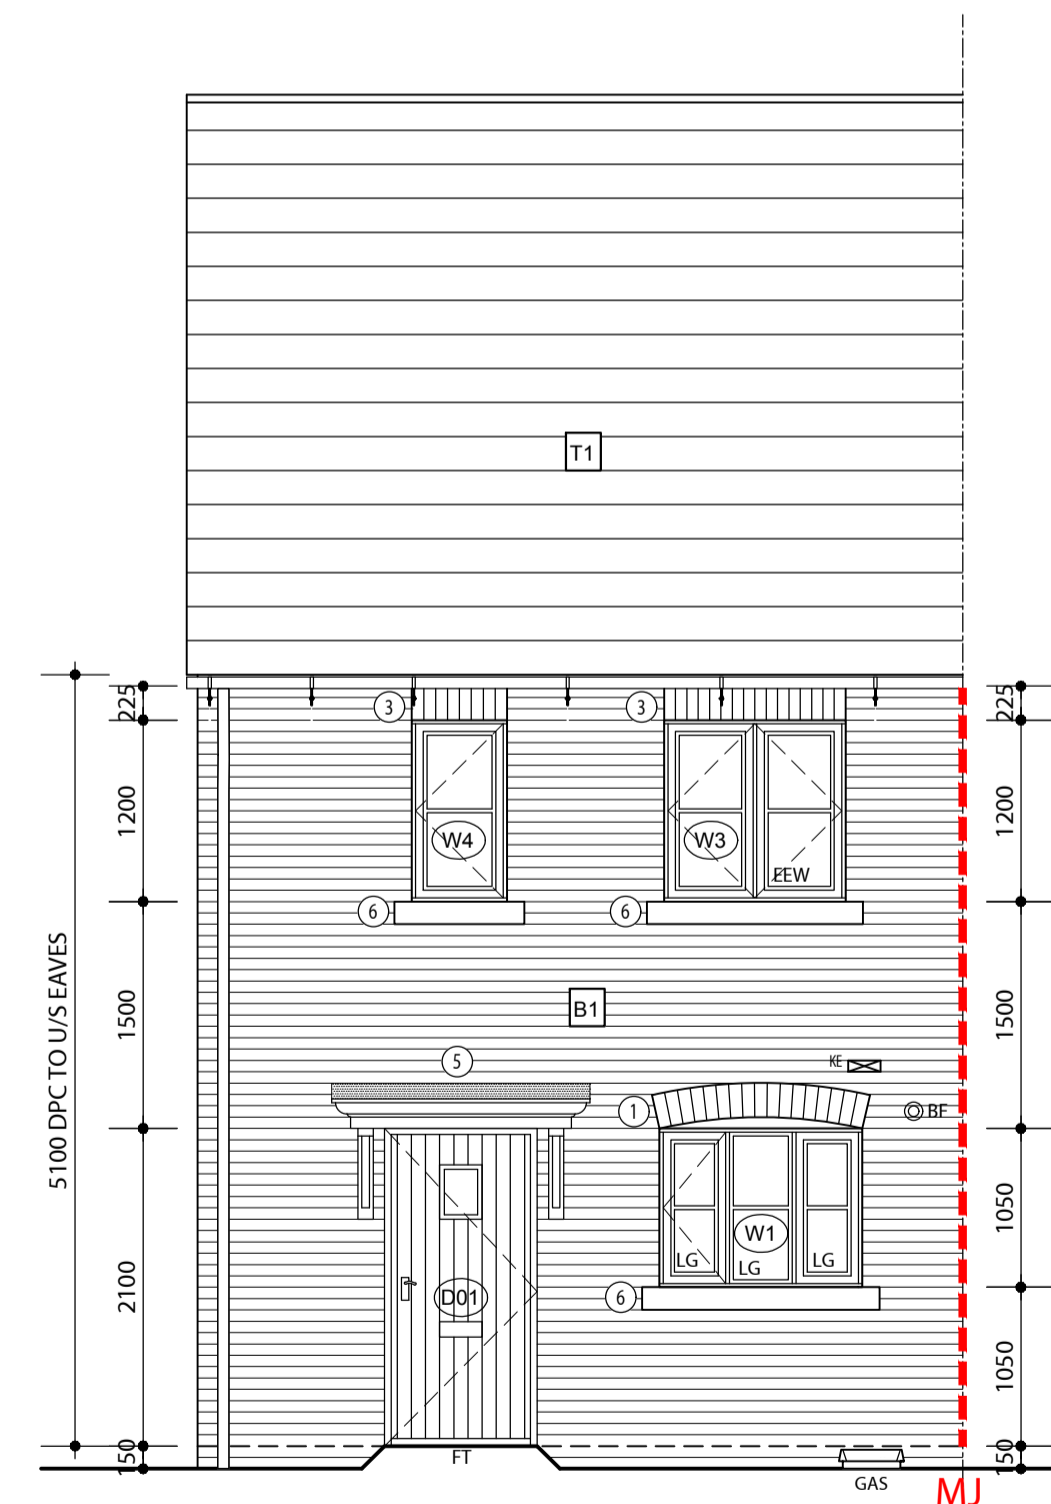 T1
225
3
3
225
1200
W4
W3
1200
EEW
6
6
5100 DPC TO U/S EAVES
1500
B1
1500
5
KE
1
BF
W1
1050
LG
LG
LG
2100
D01
6
1050
150
FT
150
GAS
MJ